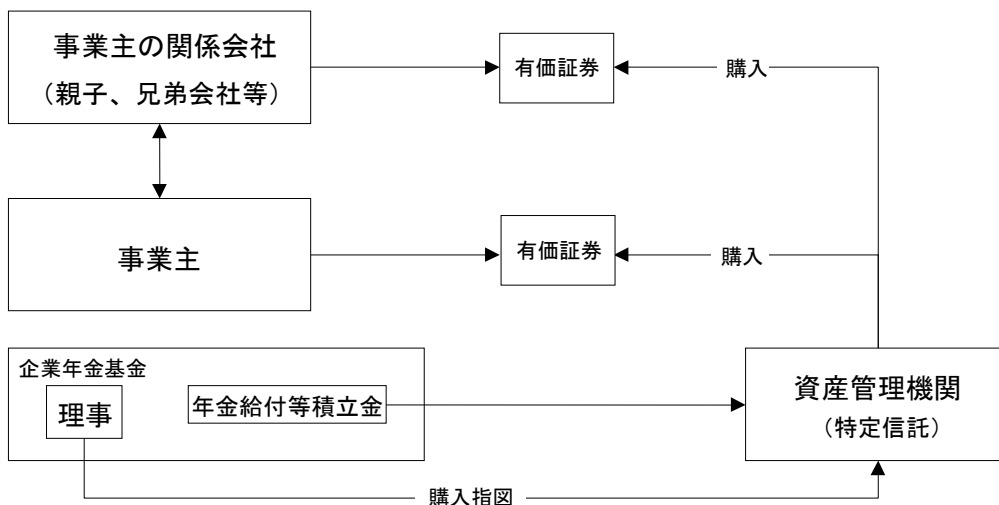 事業主の関係会社
（親子、兄弟会社等）
有価証券
購入
事業主
有価証券
購入
企業年金基金
理事
年金給付等積立金
資産管理機関
（特定信託）
購入指図